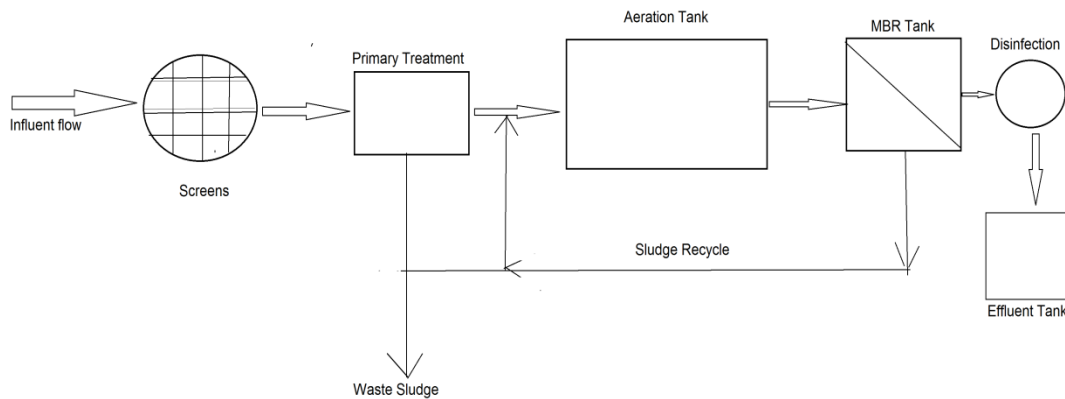 Aeration Tank
MBR Tank
Disinfection
Primary Treatment
Influent flow
Screens
Sludge Recycle
Effluent Tank
Waste Sludge